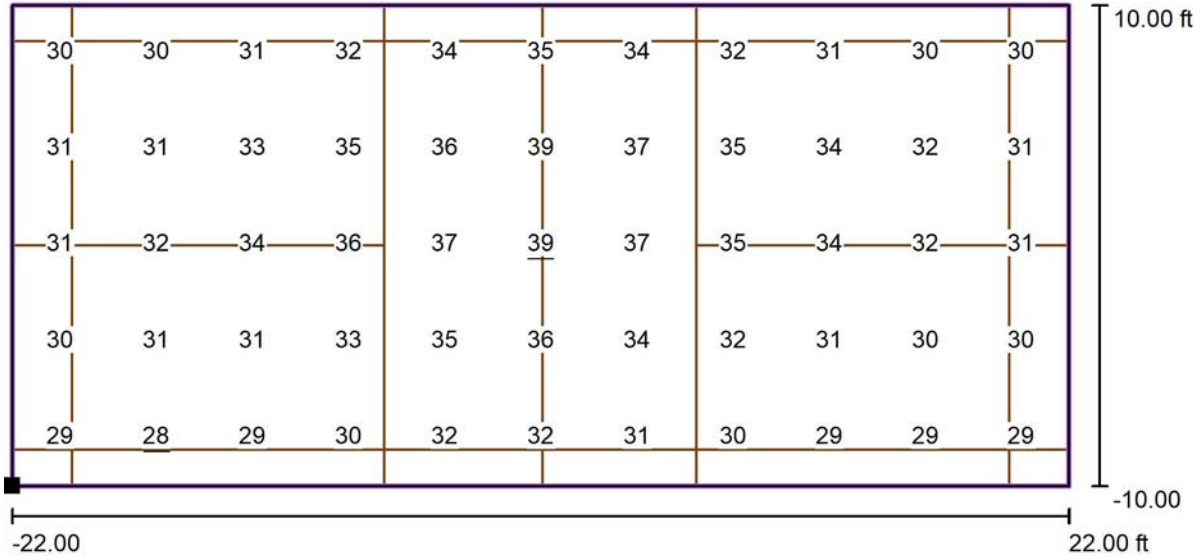 10.00 ft
30 30 31 32 34 35 34 32 31 30 30
31 31 33 35 36 39 37 35 34 32 31
31 32 34 36 37 39 37 35 34 32 31
30 31 31 33 35 36 34 32 31 30 30
29 28 29 30 32 32 31 30 29 29 29
-10.00
-22.00 22.00 ft